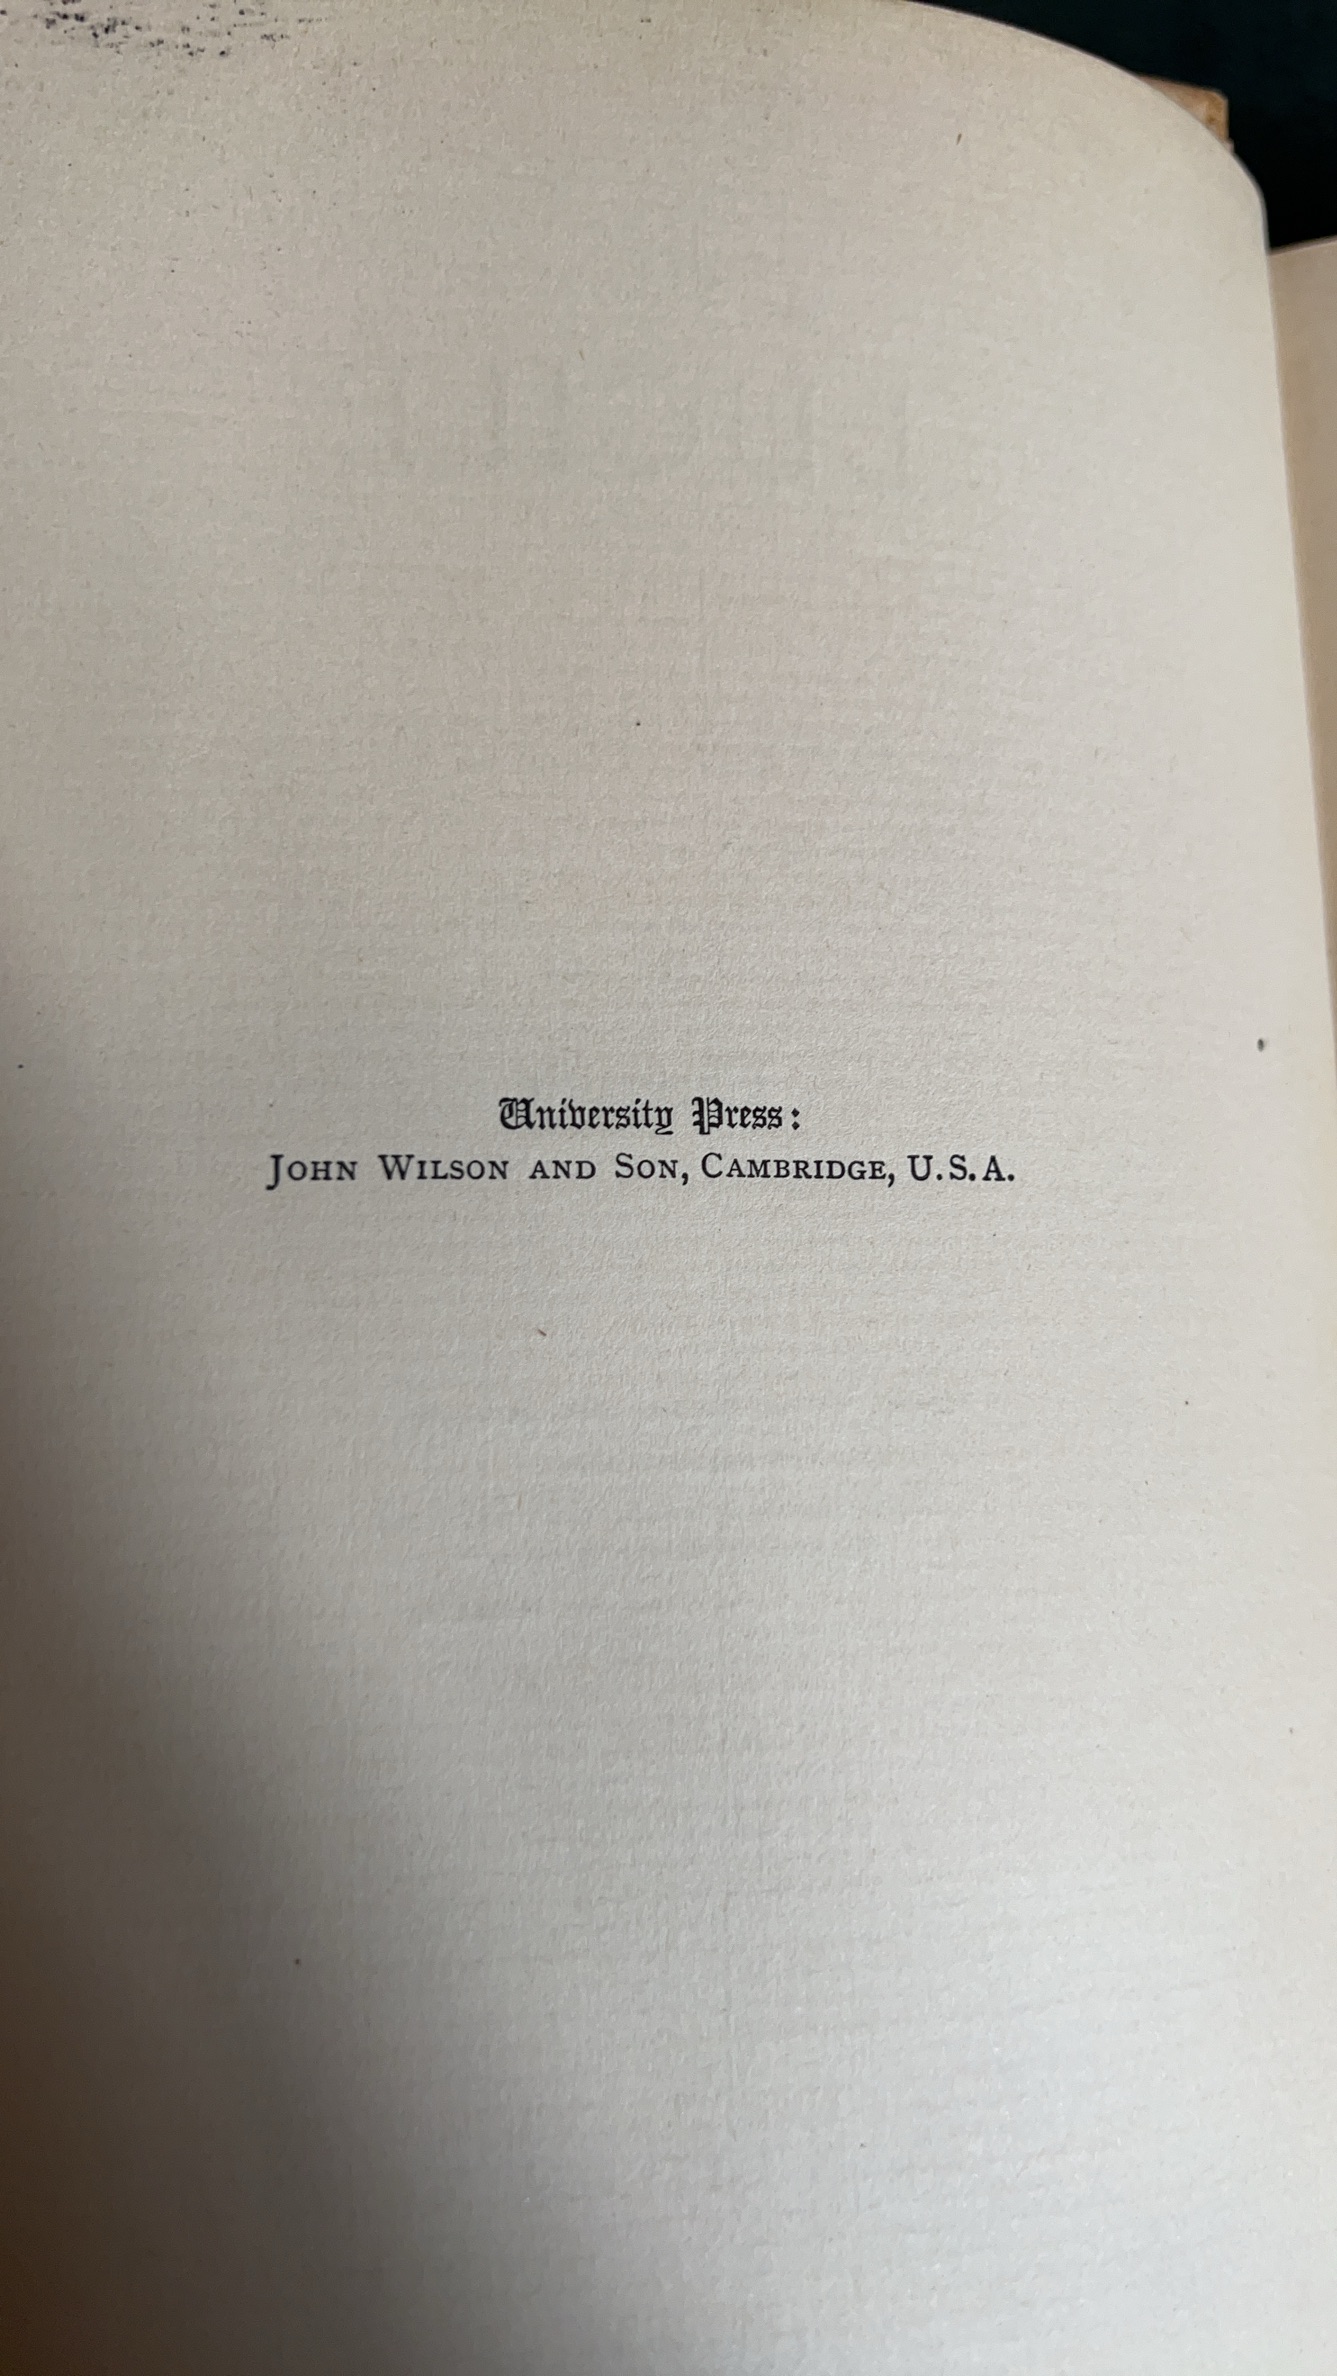 University Press:
JOHN WILSON AND SON, CAMBRIDGE, U.S.A.